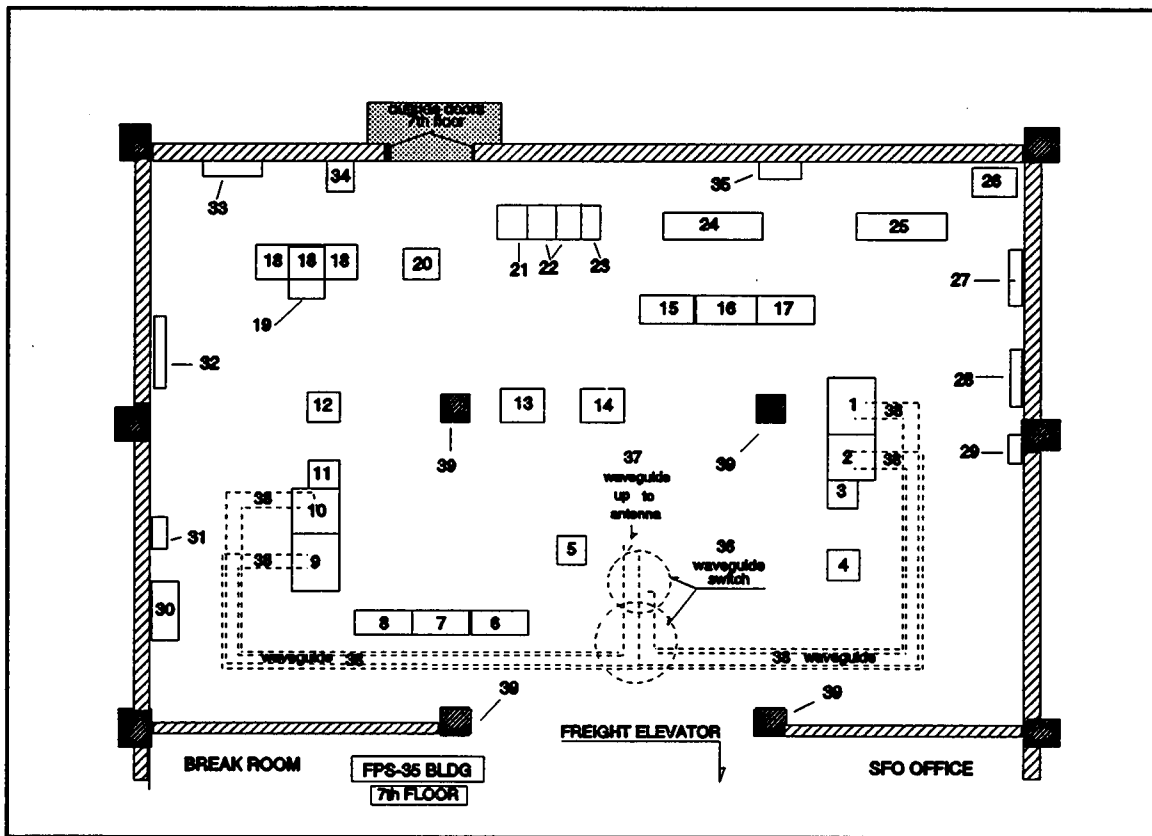 outside doors
7th floor
34
35
26
33
24
25
18 18 18
20
21
22
23
27
19
15 16 17
32
28
12
13
14
1
38
39
39
29
2
38
37
waveguide
up to
antenna
11
3
38
10
31
5
36
waveguide
switch
38
9
4
30
8 7 6
waveguide 38
38 waveguide
39
39
FREIGHT ELEVATOR
BREAK ROOM
FPS-35 BLDG
SFO OFFICE
7th FLOOR